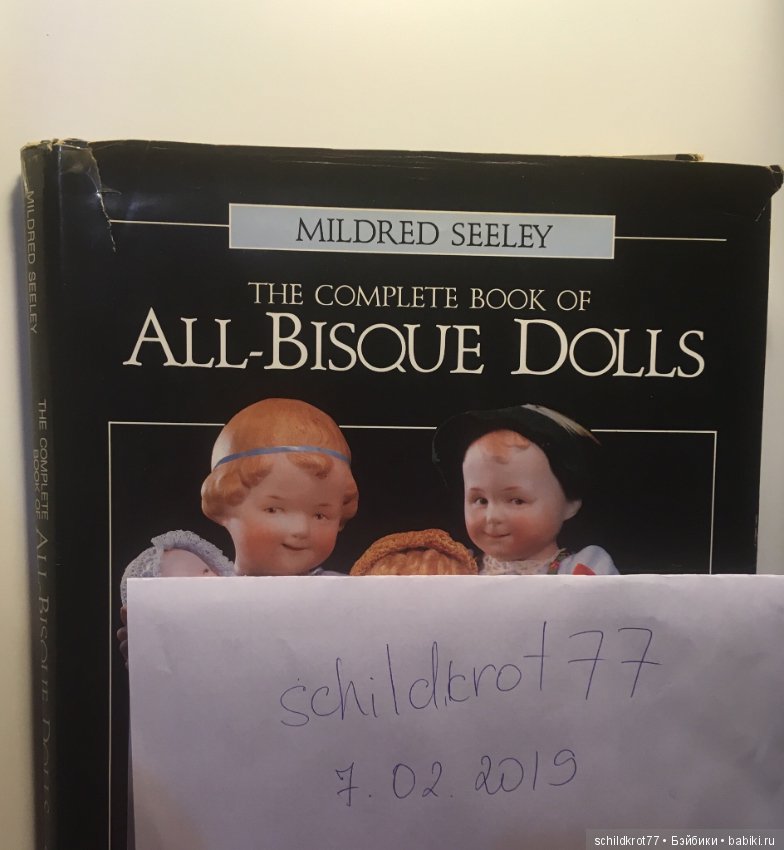 MILDRED SEELEY
THE COMPLETE BOOK OF
ALL-BISQUE DOLLS
MILDRED SEELEY
THE COMPLETE
BOOK OF
ALL-BISQUE DOLLS
schildkrot77
7.02.2019
schildkrot77 • Бэйбики • babiki.ru